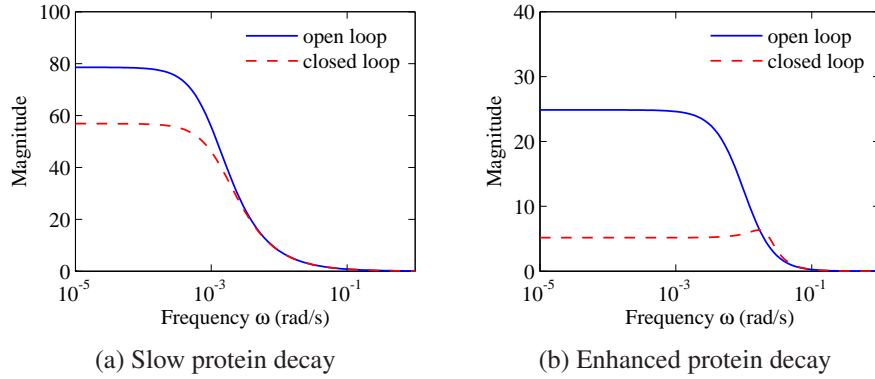 100
80
60
40
20
0
Magnitude
open loop
closed loop
10^-5
10^-3
10^-1
Frequency ω (rad/s)
(a) Slow protein decay
40
30
20
10
0
Magnitude
open loop
closed loop
10^-5
10^-3
10^-1
Frequency ω (rad/s)
(b) Enhanced protein decay